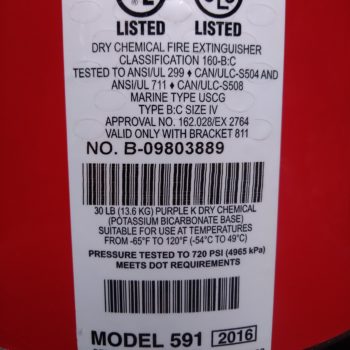 LISTED LISTED
DRY CHEMICAL FIRE EXTINGUISHER
CLASSIFICATION 160-B:C
TESTED TO ANSI/UL 299 ♦ CAN/ULC-S504 AND
ANSI/UL 711 ♦ CAN/ULC-S508
MARINE TYPE USCG
TYPE B:C SIZE IV
APPROVAL NO. 162.028/EX 2764
VALID ONLY WITH BRACKET 811
NO. B-09803889
30 LB (13.6 KG) PURPLE K DRY CHEMICAL
(POTASSIUM BICARBONATE BASE)
SUITABLE FOR USE AT TEMPERATURES
FROM -65°F TO 120°F (-54°C TO 49°C)
PRESSURE TESTED TO 720 PSI (4965 kPa)
MEETS DOT REQUIREMENTS
MODEL 591 2016